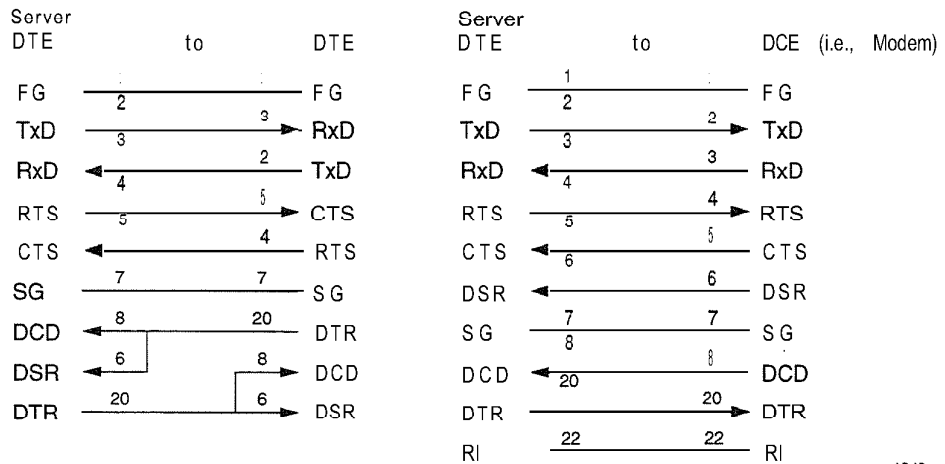 Server
DTE to DTE
FG FG
2
TxD 3 RxD
3
RxD 2 TxD
4
RTS 5 CTS
5
CTS 4 RTS
SG 7 7 SG
DCD 8 20 DTR
DSR 6 8 DCD
DTR 20 6 DSR
Server
DTE to DCE (i.e., Modem)
1
FG FG
2
TxD 2 TxD
3
RxD 3 RxD
4
RTS 4 RTS
5
CTS 5 CTS
6
DSR 6 DSR
SG 7 7 SG
8
DCD 8 DCD
20
DTR 20 DTR
RI 22 22 RI